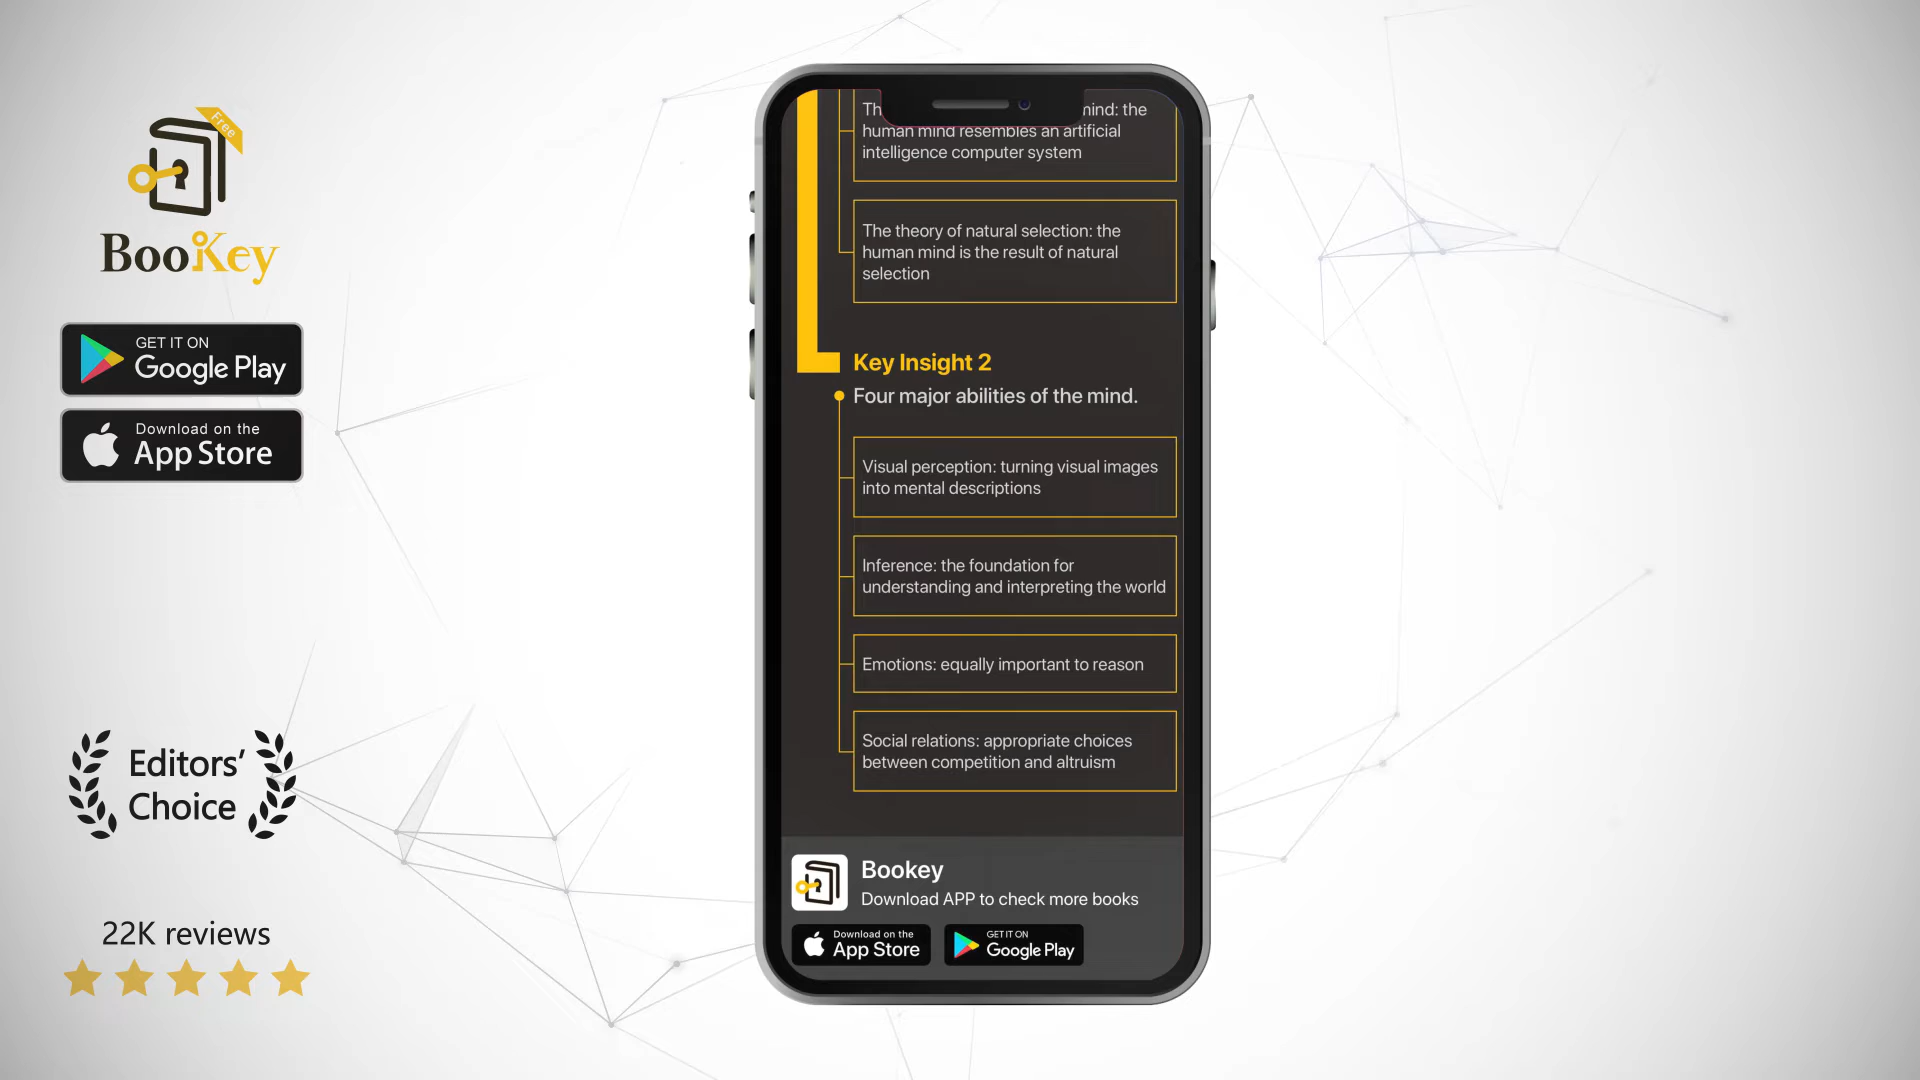 Free
BooKey
GET IT ON
Google Play
Download on the
App Store
Editors’
Choice
22K reviews
Th mind: the
human mind resembles an artificial
intelligence computer system
The theory of natural selection: the
human mind is the result of natural
selection
Key Insight 2
Four major abilities of the mind.
Visual perception: turning visual images
into mental descriptions
Inference: the foundation for
understanding and interpreting the world
Emotions: equally important to reason
Social relations: appropriate choices
between competition and altruism
Bookey
Download APP to check more books
Download on the
App Store
GET IT ON
Google Play